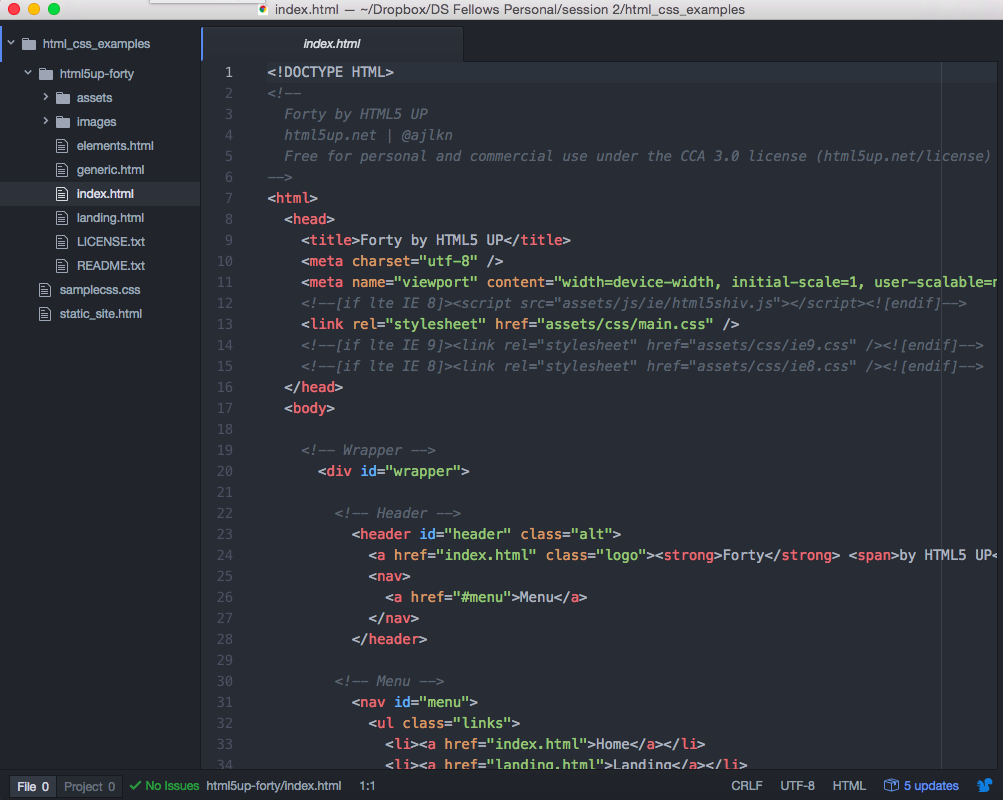 index.html — ~/Dropbox/DS Fellows Personal/session 2/html_css_examples
html_css_examples
html5up-forty
assets
images
elements.html
generic.html
index.html
landing.html
LICENSE.txt
README.txt
samplecss.css
static_site.html
index.html
1 <!DOCTYPE HTML>
2 <!--
3 Forty by HTML5 UP
4 html5up.net | @ajlkn
5 Free for personal and commercial use under the CCA 3.0 license (html5up.net/license)
6 -->
7 <html>
8 <head>
9 <title>Forty by HTML5 UP</title>
10 <meta charset="utf-8" />
11 <meta name="viewport" content="width=device-width, initial-scale=1, user-scalable=n
12 <!--[if lte IE 8]><script src="assets/js/ie/html5shiv.js"></script><![endif]-->
13 <link rel="stylesheet" href="assets/css/main.css" />
14 <!--[if lte IE 9]><link rel="stylesheet" href="assets/css/ie9.css" /><![endif]-->
15 <!--[if lte IE 8]><link rel="stylesheet" href="assets/css/ie8.css" /><![endif]-->
16 </head>
17 <body>
18
19 <!-- Wrapper -->
20 <div id="wrapper">
21
22 <!-- Header -->
23 <header id="header" class="alt">
24 <a href="index.html" class="logo"><strong>Forty</strong> <span>by HTML5 UP<
25 <nav>
26 <a href="#menu">Menu</a>
27 </nav>
28 </header>
29
30 <!-- Menu -->
31 <nav id="menu">
32 <ul class="links">
33 <li><a href="index.html">Home</a></li>
34 <li><a href="landing.html">Landing</a></li>
File 0 Project 0 No Issues html5up-forty/index.html 1:1 CRLF UTF-8 HTML 5 updates